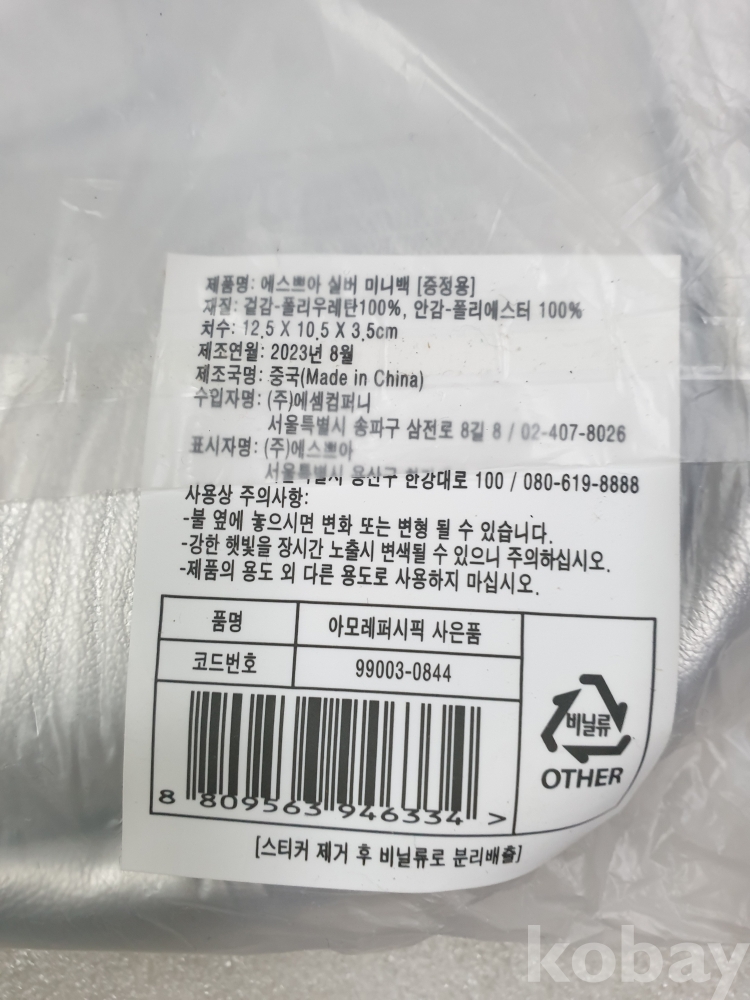 제품명: 에스쁘아 실버 미니백 [증정용]
재질: 겉감-폴리우레탄100%, 안감-폴리에스터 100%
치수: 12.5 X 10.5 X 3.5cm
제조연월: 2023년 8월
제조국명: 중국(Made in China)
수입자명: (주)에셈컴퍼니
서울특별시 송파구 삼전로 8길 8 / 02-407-8026
표시자명: (주)에스쁘아
서울특별시 용산구 한강대로 100 / 080-619-8888
사용상 주의사항:
-불 옆에 놓으시면 변화 또는 변형 될 수 있습니다.
-강한 햇빛을 장시간 노출시 변색될 수 있으니 주의하십시오.
-제품의 용도 외 다른 용도로 사용하지 마십시오.
품명 아모레퍼시픽 사은품
코드번호 99003-0844
비닐류
OTHER
8 809563 946334 >
[스티커 제거 후 비닐류로 분리배출]
kobay